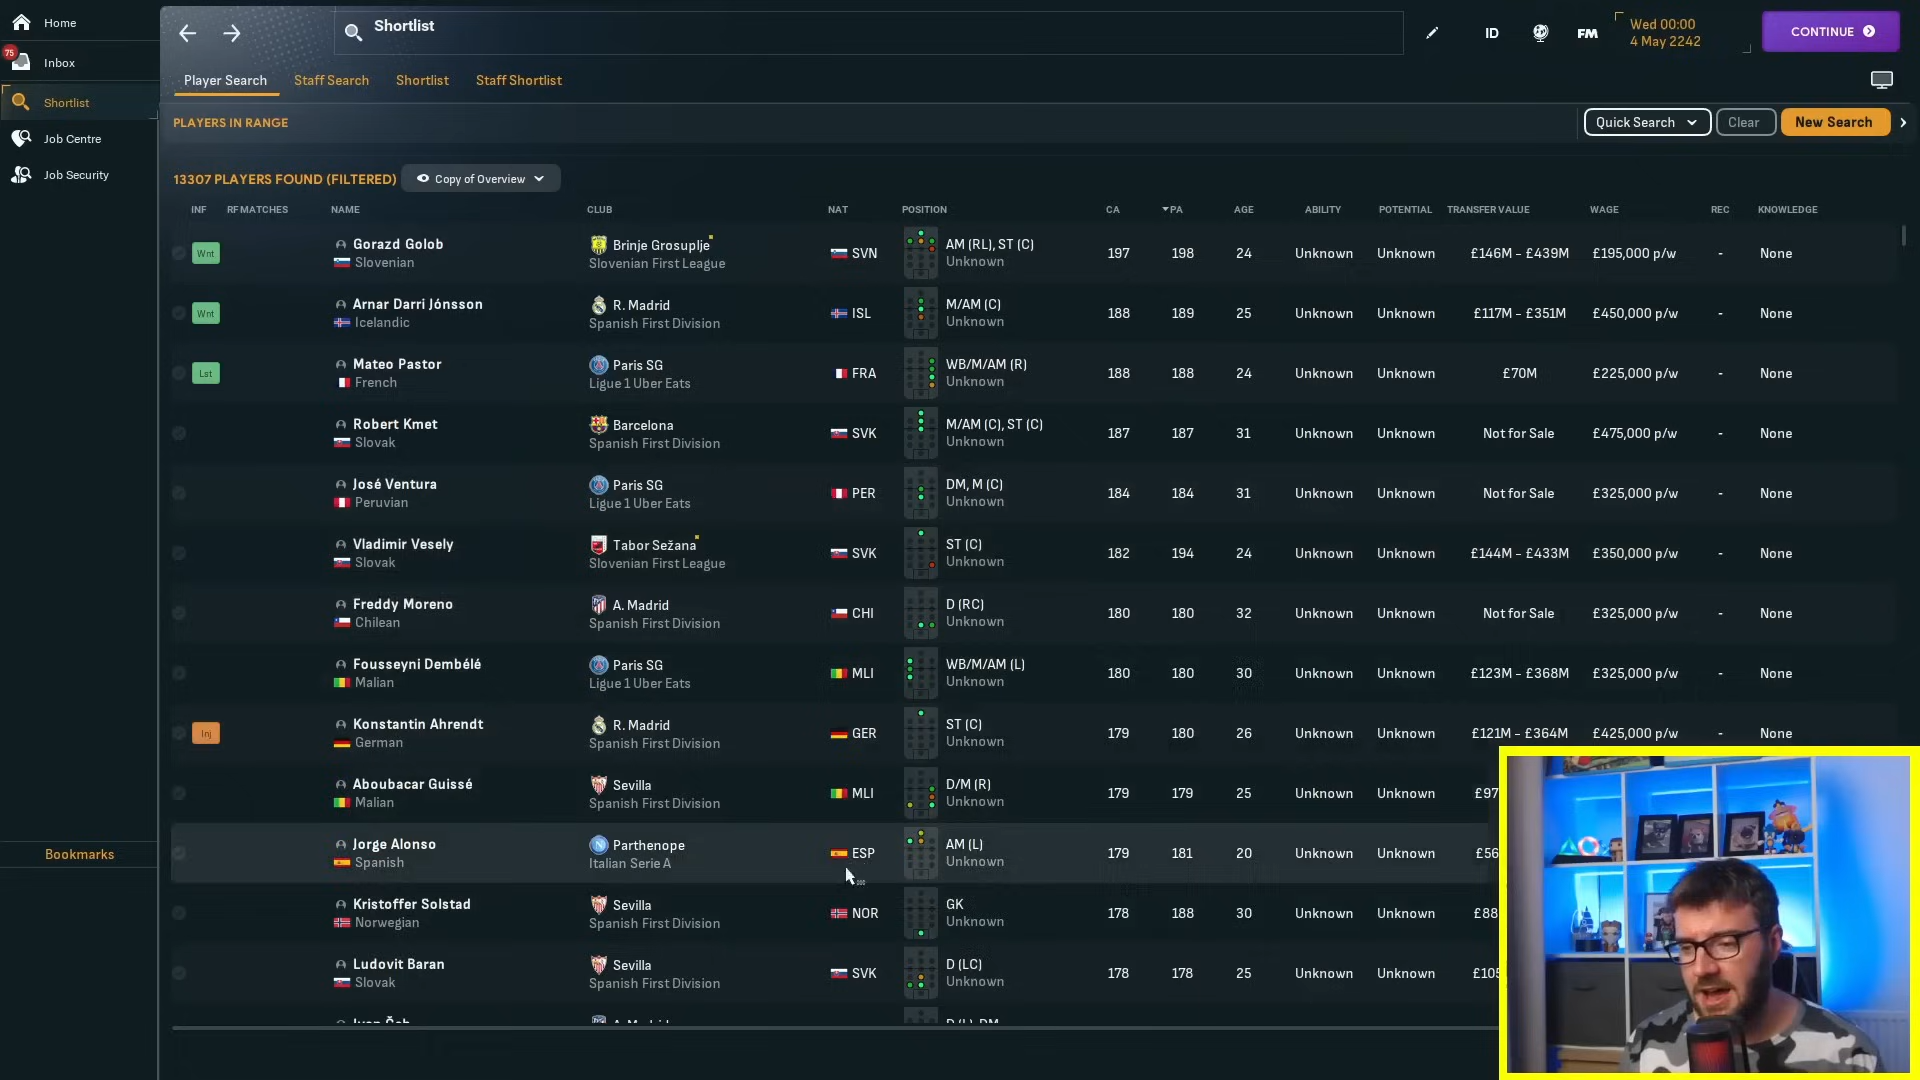 Home
Inbox
75
Shortlist
Job Centre
Job Security
Bookmarks
Shortlist
ID
FM
Wed 00:00
4 May 2242
CONTINUE
Player Search Staff Search Shortlist Staff Shortlist
PLAYERS IN RANGE
Quick Search Clear New Search
13307 PLAYERS FOUND (FILTERED) Copy of Overview
INF RF MATCHES NAME CLUB NAT POSITION CA PA AGE ABILITY POTENTIAL TRANSFER VALUE WAGE REC KNOWLEDGE
Wnt Gorazd Golob Brinje Grosuplje SVN AM (RL), ST (C) 197 198 24 Unknown Unknown £146M - £439M £195,000 p/w - None
Slovenian Slovenian First League Unknown
Wnt Arnar Darri Jónsson R. Madrid ISL M/AM (C) 188 189 25 Unknown Unknown £117M - £351M £450,000 p/w - None
Icelandic Spanish First Division Unknown
Lst Mateo Pastor Paris SG FRA WB/M/AM (R) 188 188 24 Unknown Unknown £70M £225,000 p/w - None
French Ligue 1 Uber Eats Unknown
Robert Kmet Barcelona SVK M/AM (C), ST (C) 187 187 31 Unknown Unknown Not for Sale £475,000 p/w - None
Slovak Spanish First Division Unknown
José Ventura Paris SG PER DM, M (C) 184 184 31 Unknown Unknown Not for Sale £325,000 p/w - None
Peruvian Ligue 1 Uber Eats Unknown
Vladimir Vesely Tabor Sežana SVK ST (C) 182 194 24 Unknown Unknown £144M - £433M £350,000 p/w - None
Slovak Slovenian First League Unknown
Freddy Moreno A. Madrid CHI D (RC) 180 180 32 Unknown Unknown Not for Sale £325,000 p/w - None
Chilean Spanish First Division Unknown
Fousseyni Dembélé Paris SG MLI WB/M/AM (L) 180 180 30 Unknown Unknown £123M - £368M £325,000 p/w - None
Malian Ligue 1 Uber Eats Unknown
Inj Konstantin Ahrendt R. Madrid GER ST (C) 179 180 26 Unknown Unknown £121M - £364M £425,000 p/w - None
German Spanish First Division Unknown
Aboubacar Guissé Sevilla MLI D/M (R) 179 179 25 Unknown Unknown £97
Malian Spanish First Division Unknown
Jorge Alonso Parthenope ESP AM (L) 179 181 20 Unknown Unknown £56
Spanish Italian Serie A Unknown
Kristoffer Solstad Sevilla NOR GK 178 188 30 Unknown Unknown £88
Norwegian Spanish First Division Unknown
Ludovit Baran Sevilla SVK D (LC) 178 178 25 Unknown Unknown £105
Slovak Spanish First Division Unknown